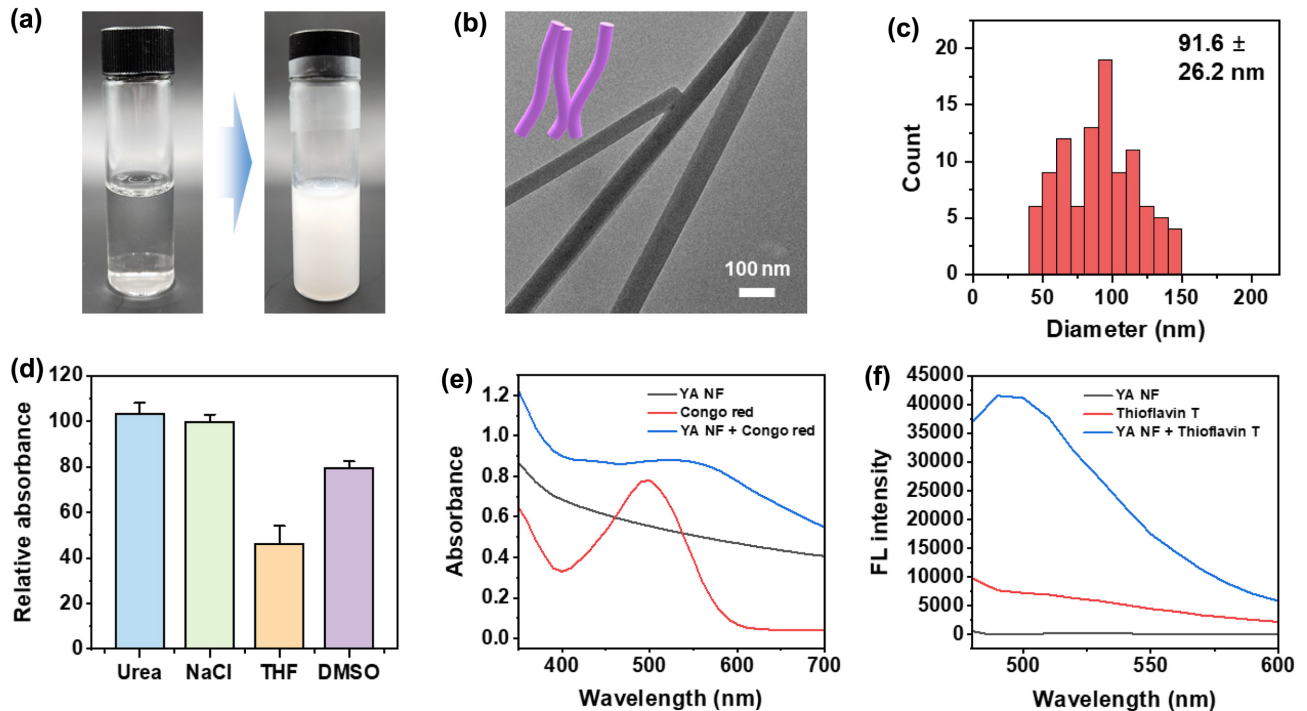 (a)
(b)
100 nm
(c)
91.6 ±
26.2 nm
20
15
10
5
0
Count
0 50 100 150 200
Diameter (nm)
(d)
120
100
80
60
40
20
0
Relative absorbance
Urea NaCl THF DMSO
(e)
YA NF
Congo red
YA NF + Congo red
1.2
1.0
0.8
0.6
0.4
0.2
0.0
Absorbance
400 500 600 700
Wavelength (nm)
(f)
YA NF
Thioflavin T
YA NF + Thioflavin T
45000
40000
35000
30000
25000
20000
15000
10000
5000
0
FL intensity
500 550 600
Wavelength (nm)